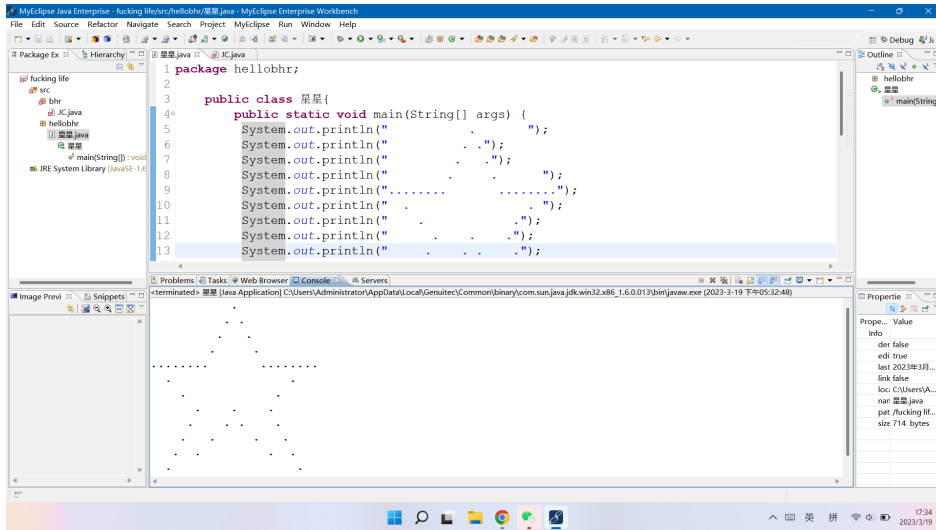 MyEclipse Java Enterprise - fucking life/src/hellobhr/星星.java - MyEclipse Enterprise Workbench
File Edit Source Refactor Navigate Search Project MyEclipse Run Window Help
Debug
Package Ex
Hierarchy
星星.java
JC.java
Outline
fucking life
src
bhr
JC.java
hellobhr
星星.java
星星
main(String[]) : void
JRE System Library [JavaSE-1.6
1 package hellobhr;
2
3 public class 星星{
4 public static void main(String[] args) {
5 System.out.println("           .       ");
6 System.out.println("          . .");
7 System.out.println("         .   .");
8 System.out.println("        .     .      ");
9 System.out.println("........       ........");
10 System.out.println("  .                . ");
11 System.out.println("    .            .");
12 System.out.println("      .    .    .");
13 System.out.println("     .    . .    .");
hellobhr
星星
main(String
Problems Tasks Web Browser Console Servers
<terminated> 星星 [Java Application] C:\Users\Administrator\AppData\Local\Genuitec\Common\binary\com.sun.java.jdk.win32.x86_1.6.0.013\bin\javaw.exe (2023-3-19 下午05:32:48)
           .
          . .
         .   .
        .     .
........       ........
  .                .
    .            .
      .    .    .
     .    . .    .
    .     .     .     .
   .  .           .  .
  .                 .
Image Previ
Snippets
Propertie
Prope... Value
Info
der false
edi true
last 2023年3月...
link false
loc: C:\Users\A...
nar 星星.java
pat /fucking lif...
size 714 bytes
英 拼
17:34
2023/3/19